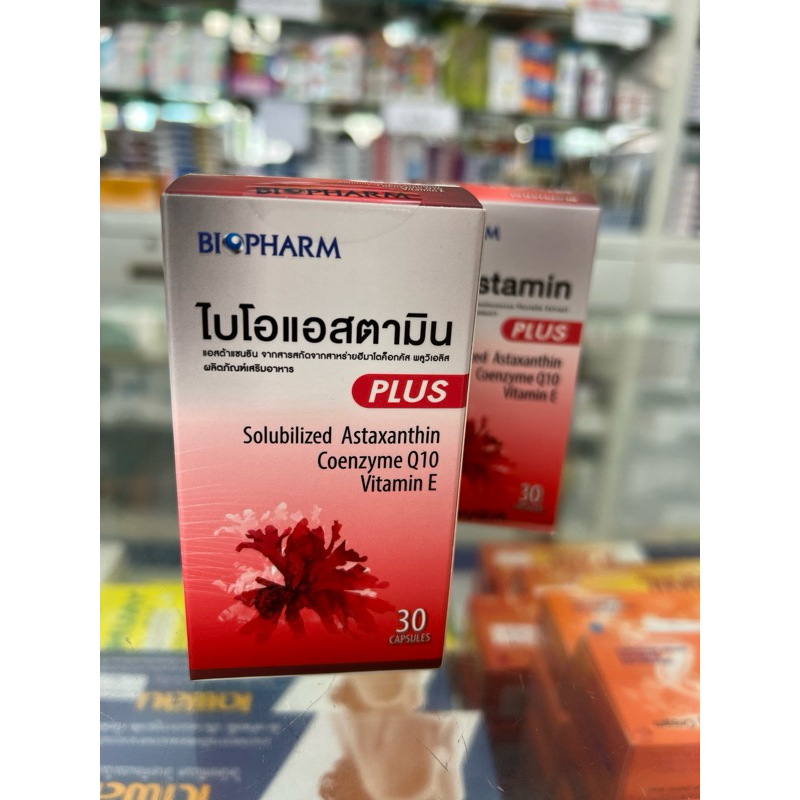 BIOPHARM
BIOPHARM
ไบโอแอสตามิน
แอสต้าแซนธิน จากสารสกัดจากสาหร่ายฮีมาโตค็อกคัส พลูวิเอลิส
ผลิตภัณฑ์เสริมอาหาร
PLUS
Solubilized Astaxanthin
Coenzyme Q10
Vitamin E
30
CAPSULES
M
stamin
PLUS
ed Astaxanthin
Coenzyme Q10
Vitamin E
30
CAPSULES